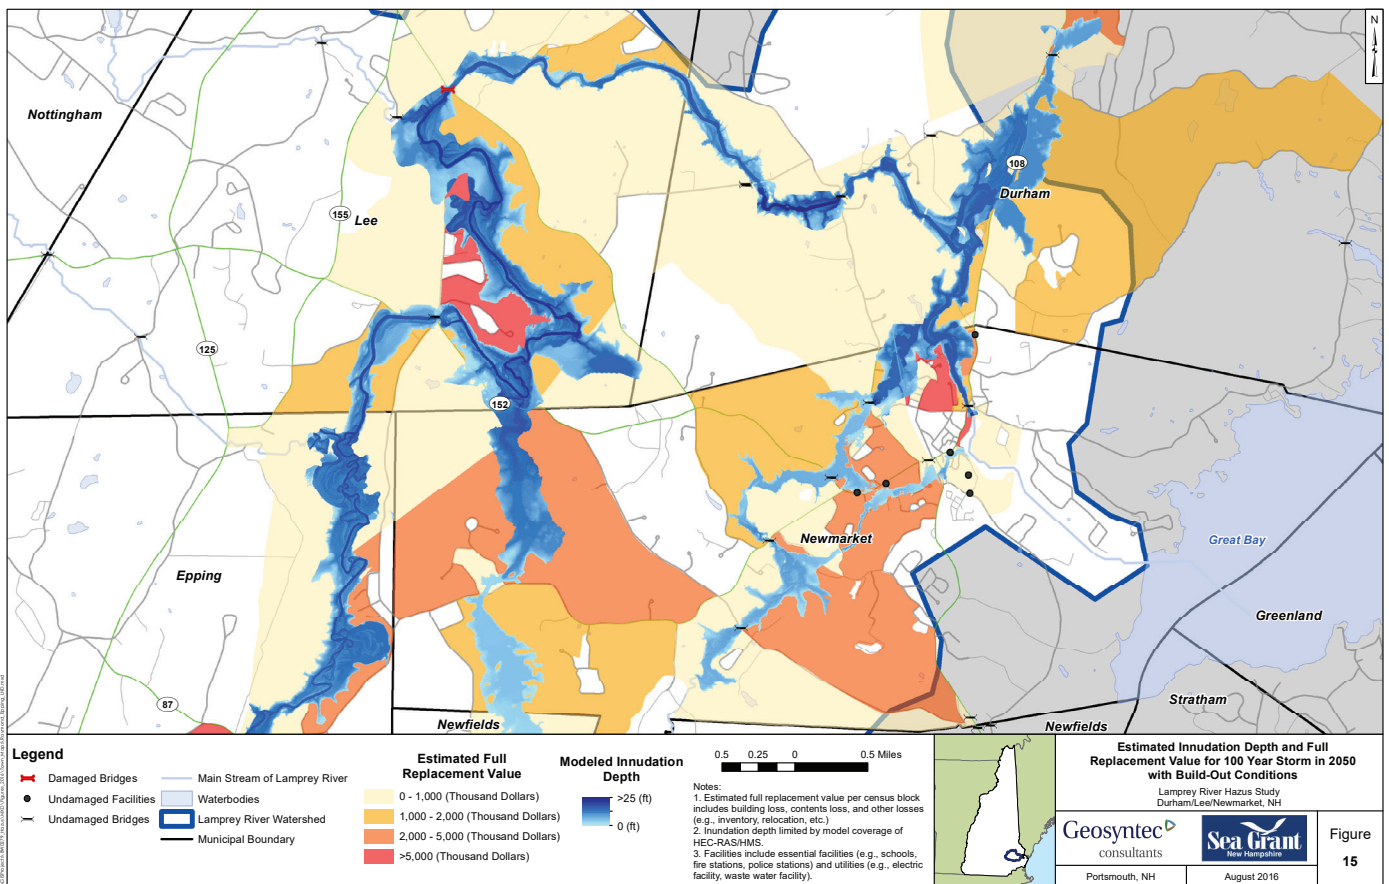 N
Nottingham
108
Durham
155
Lee
125
152
Great Bay
Newmarket
Epping
Greenland
Stratham
87
Newfields
Newfields
Legend
Damaged Bridges
Undamaged Facilities
Undamaged Bridges
Main Stream of Lamprey River
Waterbodies
Lamprey River Watershed
Municipal Boundary
Estimated Full
Replacement Value
0 - 1,000 (Thousand Dollars)
1,000 - 2,000 (Thousand Dollars)
2,000 - 5,000 (Thousand Dollars)
>5,000 (Thousand Dollars)
Modeled Innudation
Depth
>25 (ft)
0 (ft)
0.5 0.25 0 0.5 Miles
Notes:
1. Estimated full replacement value per census block
includes building loss, contents loss, and other losses
(e.g., inventory, relocation, etc.)
2. Inundation depth limited by model coverage of
HEC-RAS/HMS.
3. Facilities include essential facilities (e.g., schools,
fire stations, police stations) and utilities (e.g., electric
facility, waste water facility).
Estimated Innudation Depth and Full
Replacement Value for 100 Year Storm in 2050
with Build-Out Conditions
Lamprey River Hazus Study
Durham/Lee/Newmarket, NH
Geosyntec
consultants
Sea Grant
New Hampshire
Figure
15
Portsmouth, NH
August 2016